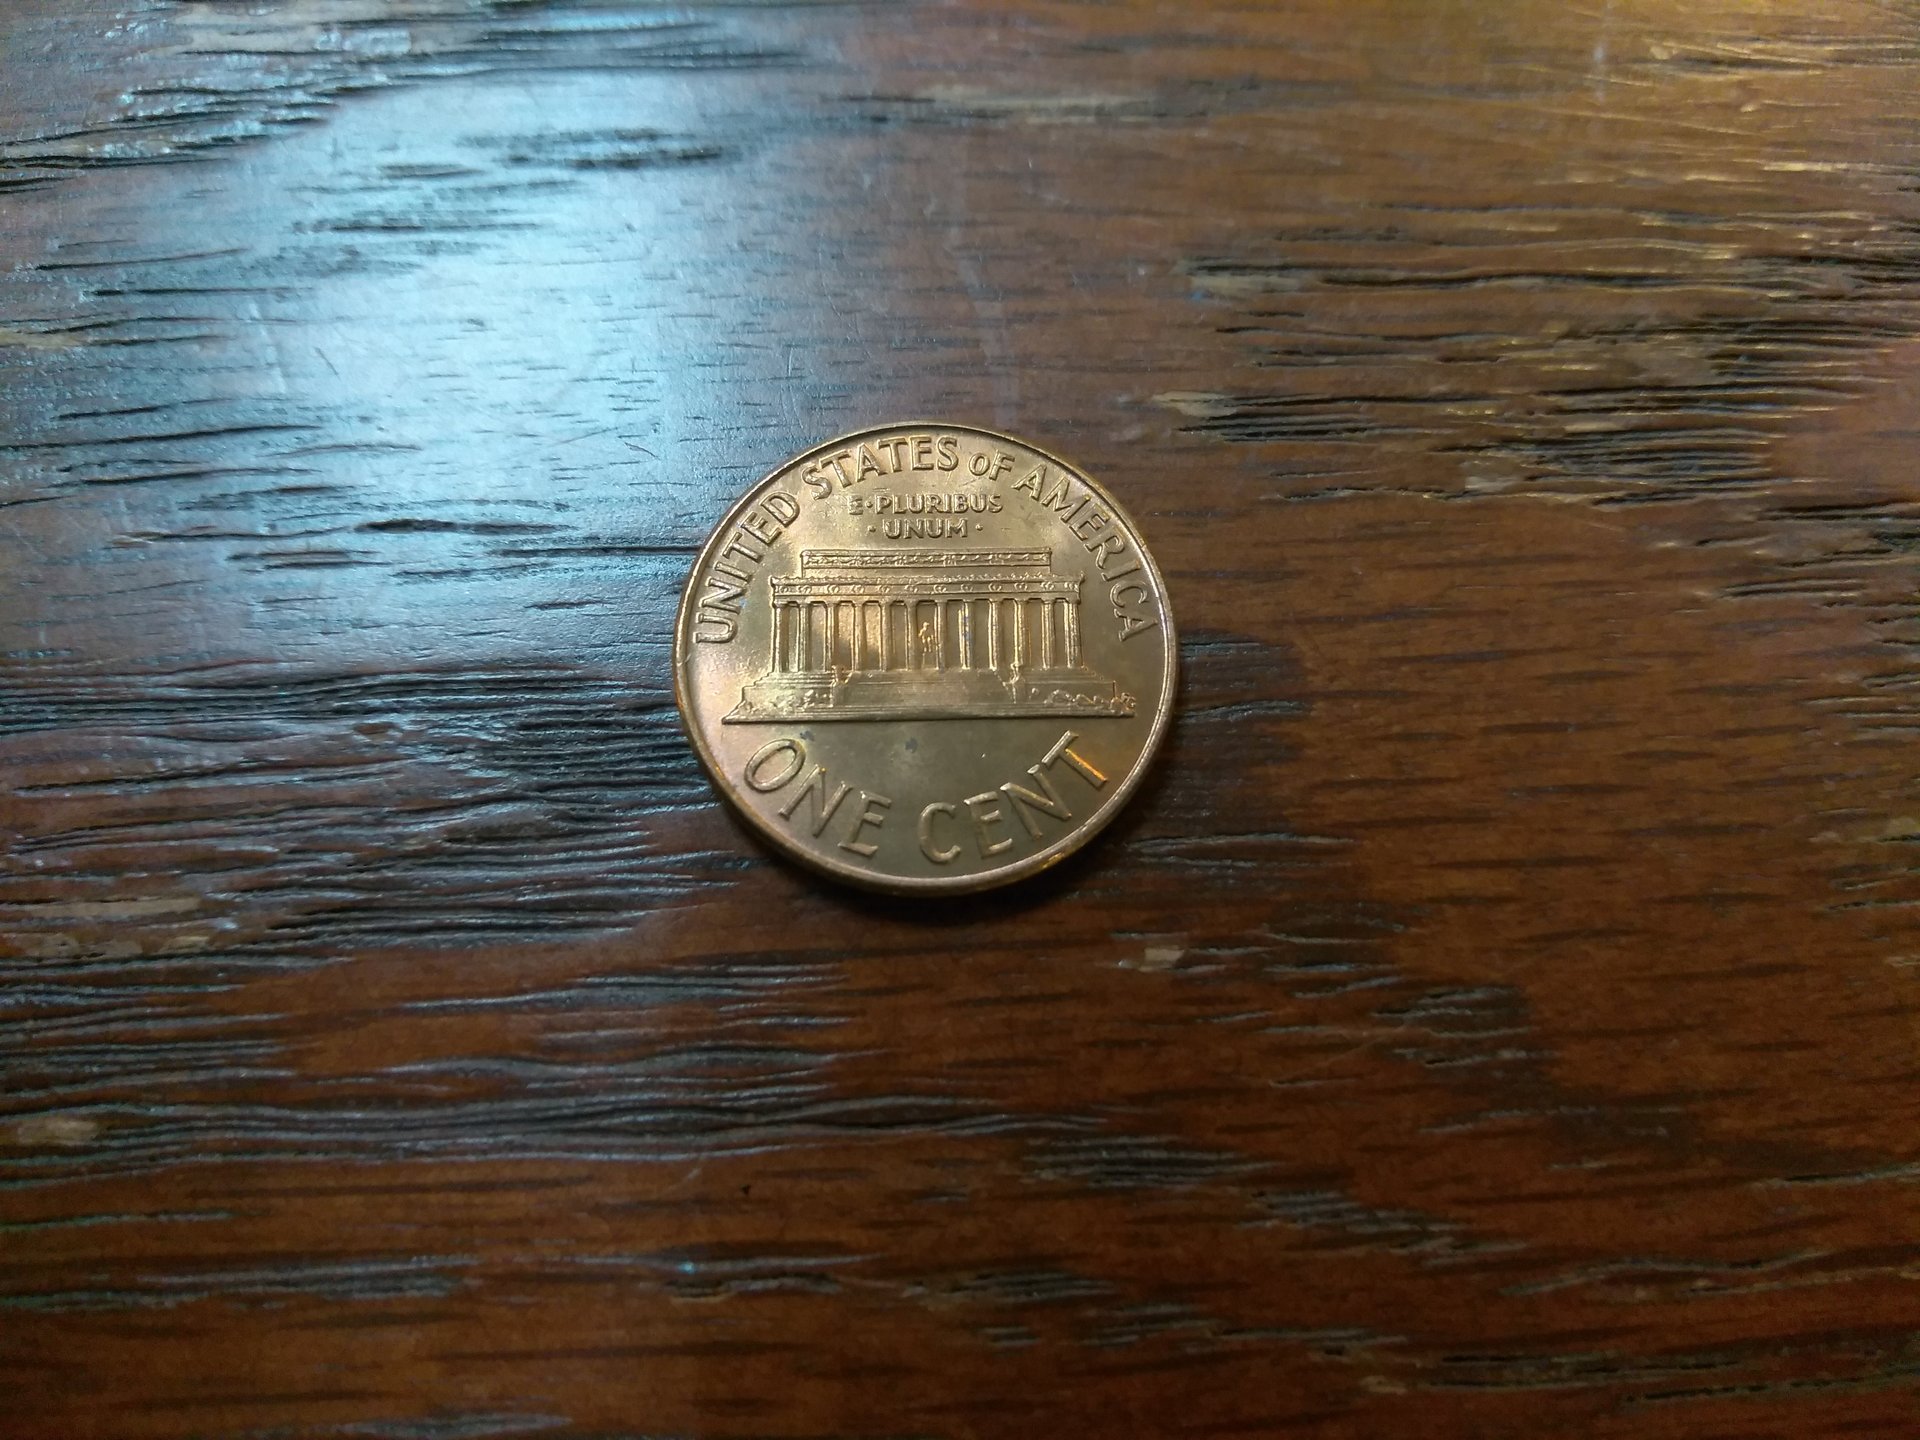 UNITED STATES OF AMERICA
E·PLURIBUS
·UNUM·
ONE CENT